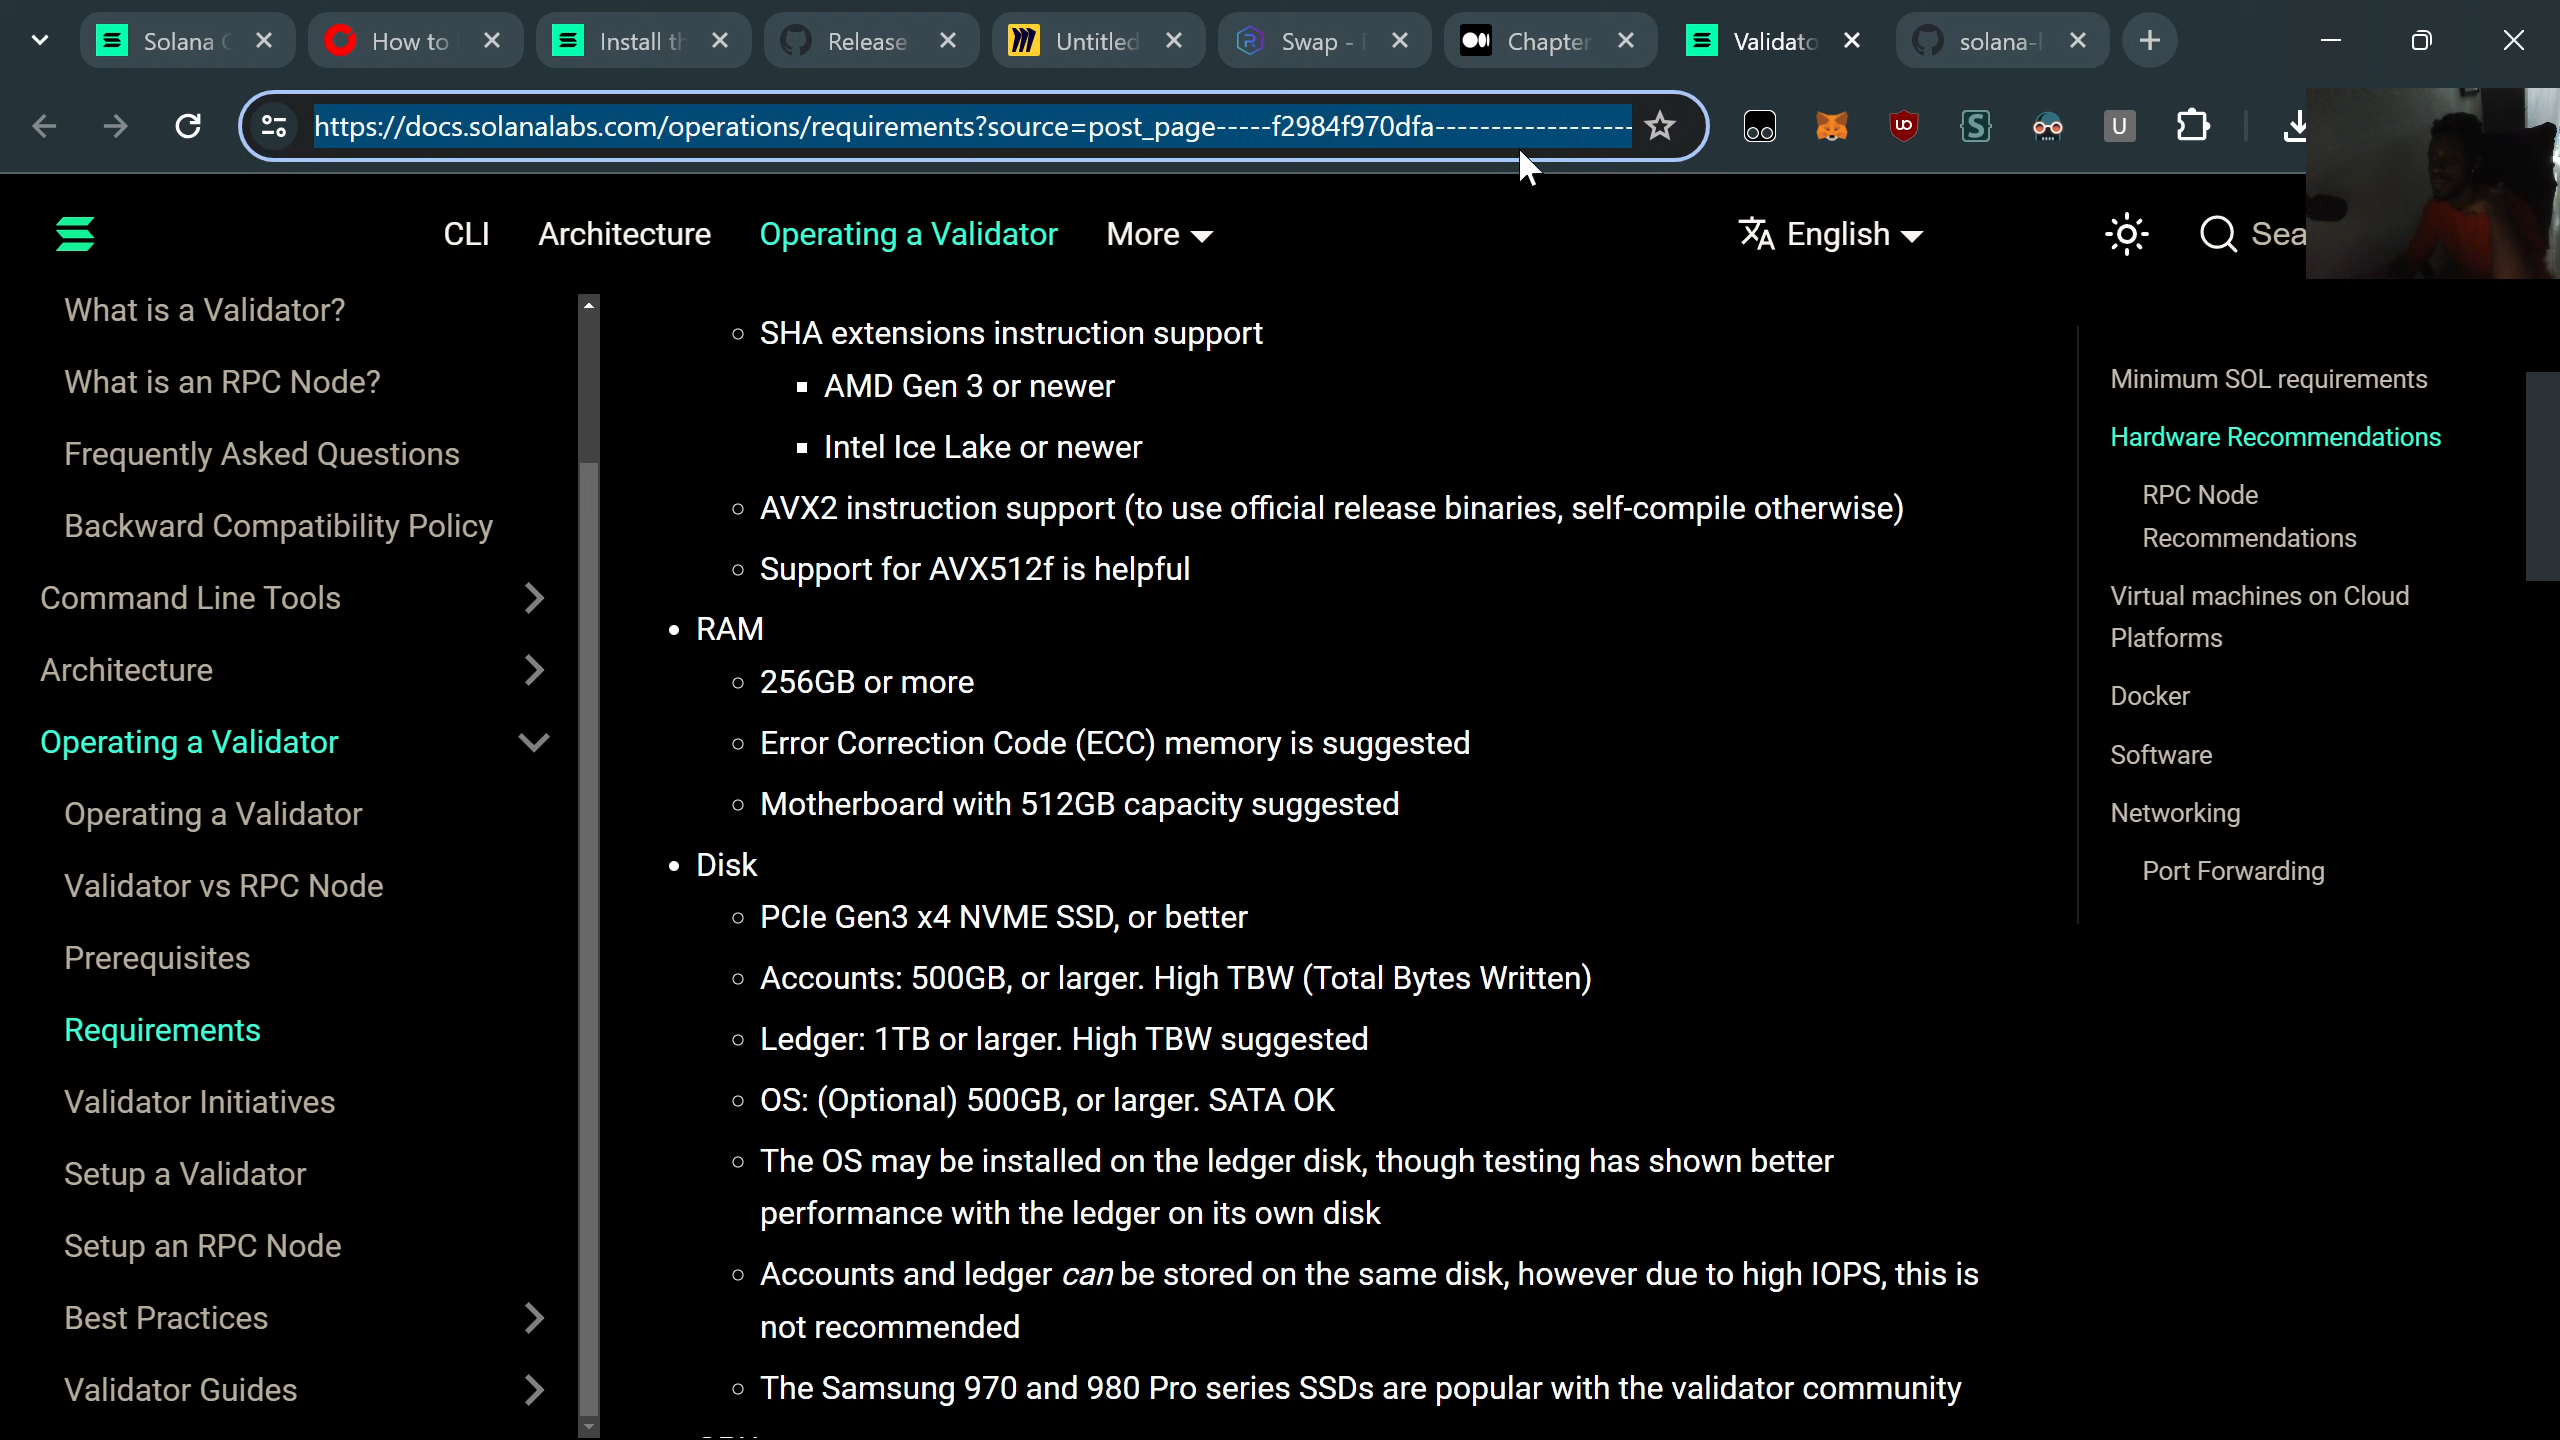 Solana
How to
Install t
Release
Untitled
Swap -
Chapter
Validato
solana-l
https://docs.solanalabs.com/operations/requirements?source=post_page-----f2984f970dfa--------------------------------
U
CLI
Architecture
Operating a Validator
More
English
Sea
What is a Validator?
What is an RPC Node?
Frequently Asked Questions
Backward Compatibility Policy
Command Line Tools
Architecture
Operating a Validator
Operating a Validator
Validator vs RPC Node
Prerequisites
Requirements
Validator Initiatives
Setup a Validator
Setup an RPC Node
Best Practices
Validator Guides
SHA extensions instruction support
AMD Gen 3 or newer
Intel Ice Lake or newer
AVX2 instruction support (to use official release binaries, self-compile otherwise)
Support for AVX512f is helpful
RAM
256GB or more
Error Correction Code (ECC) memory is suggested
Motherboard with 512GB capacity suggested
Disk
PCIe Gen3 x4 NVME SSD, or better
Accounts: 500GB, or larger. High TBW (Total Bytes Written)
Ledger: 1TB or larger. High TBW suggested
OS: (Optional) 500GB, or larger. SATA OK
The OS may be installed on the ledger disk, though testing has shown better
performance with the ledger on its own disk
Accounts and ledger can be stored on the same disk, however due to high IOPS, this is
not recommended
The Samsung 970 and 980 Pro series SSDs are popular with the validator community
Minimum SOL requirements
Hardware Recommendations
RPC Node
Recommendations
Virtual machines on Cloud
Platforms
Docker
Software
Networking
Port Forwarding